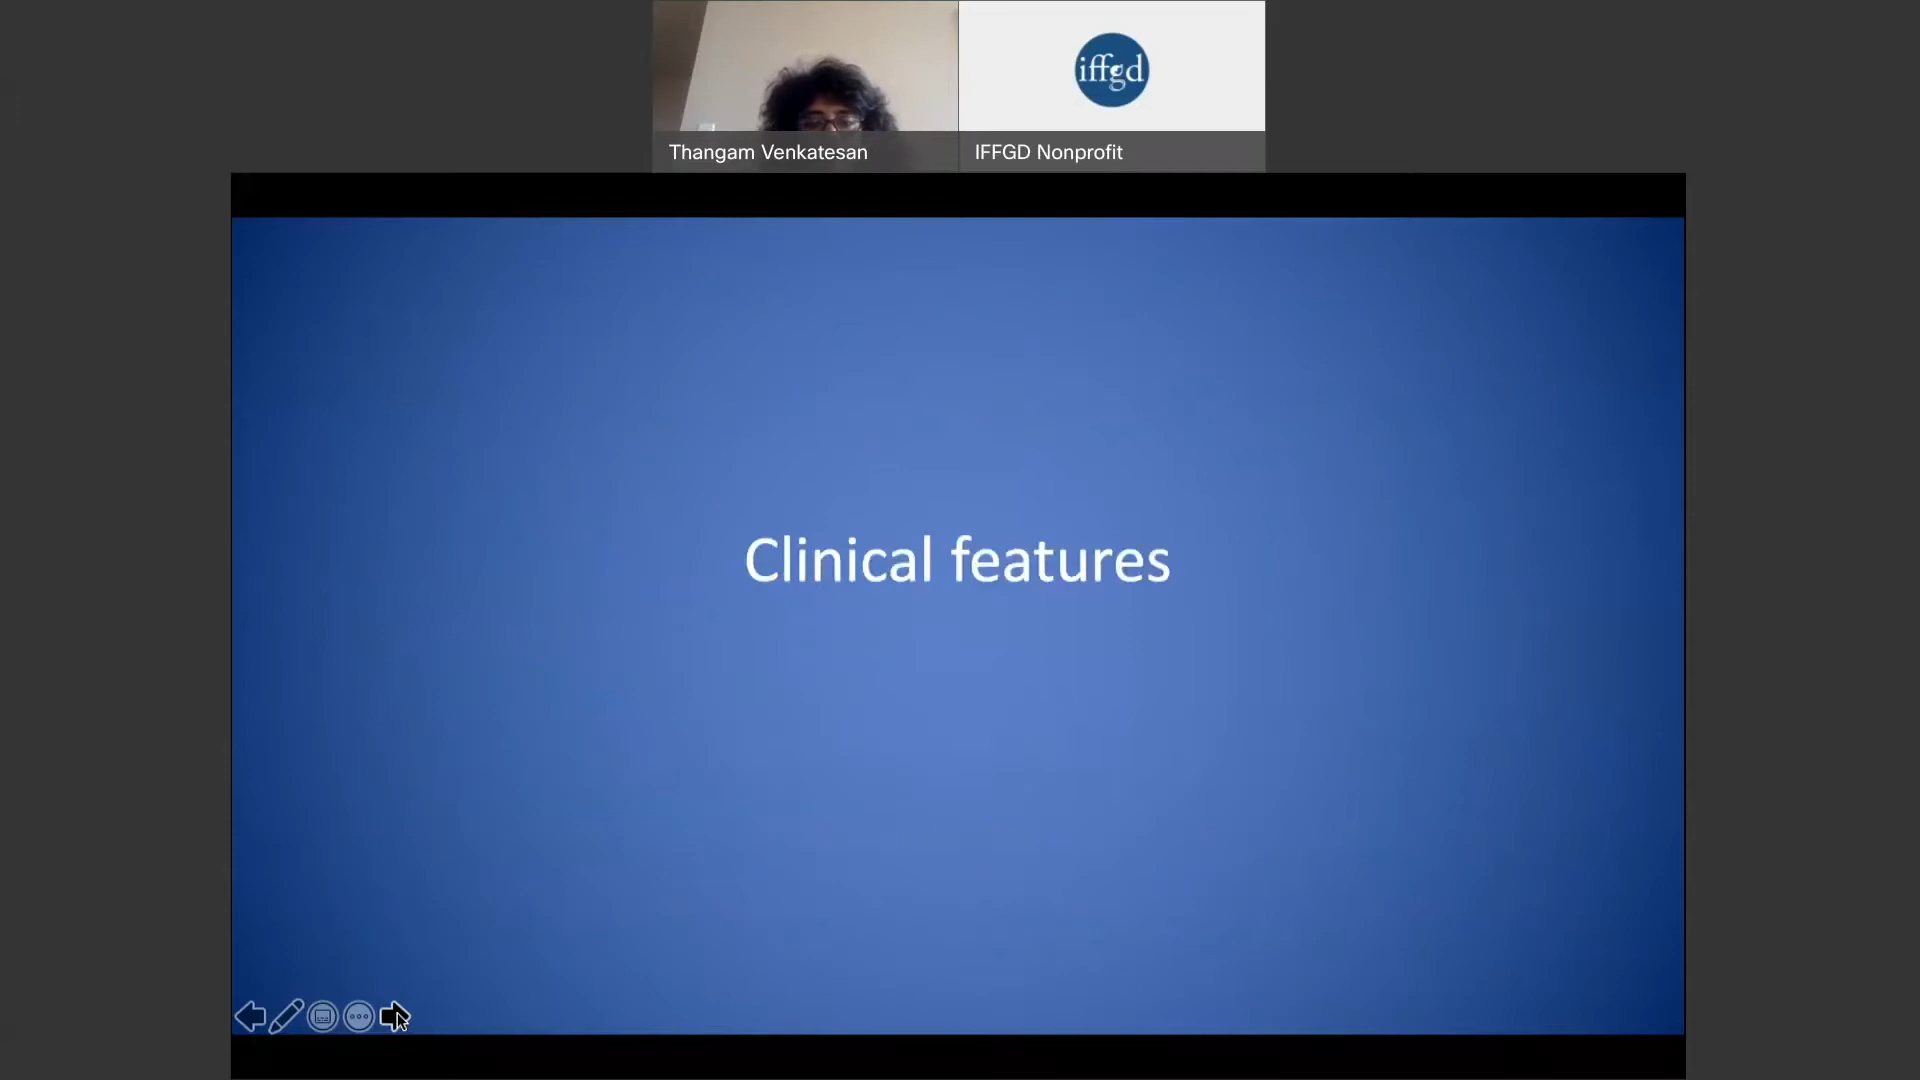 iffgd
Thangam Venkatesan
IFFGD Nonprofit
Clinical features